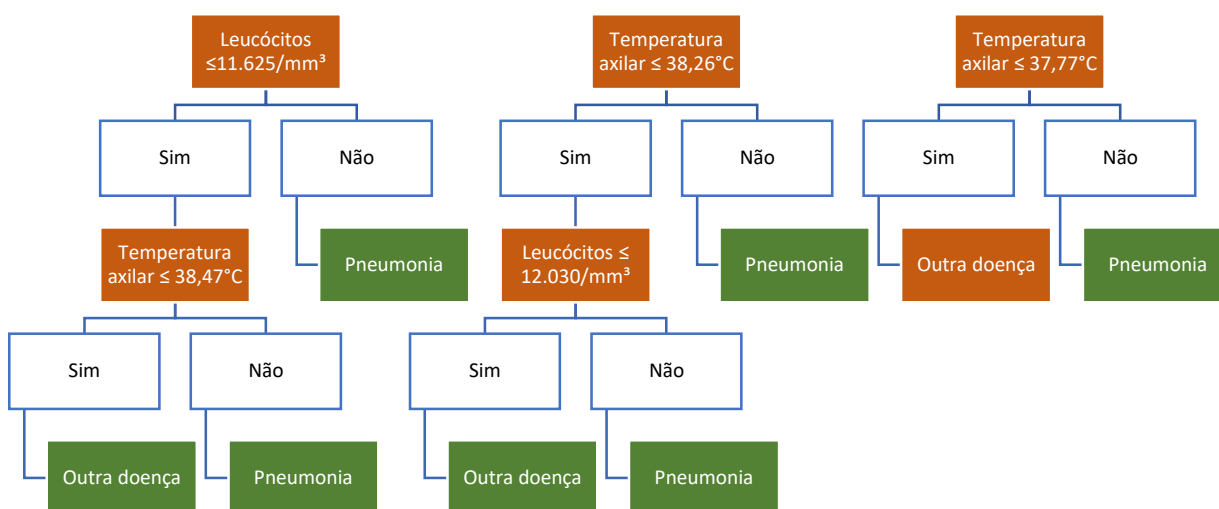 Leucócitos
≤11.625/mm³
Temperatura
axilar ≤ 38,26°C
Temperatura
axilar ≤ 37,77°C
Sim
Não
Sim
Não
Sim
Não
Temperatura
axilar ≤ 38,47°C
Pneumonia
Leucócitos ≤
12.030/mm³
Pneumonia
Outra doença
Pneumonia
Sim
Não
Sim
Não
Outra doença
Pneumonia
Outra doença
Pneumonia